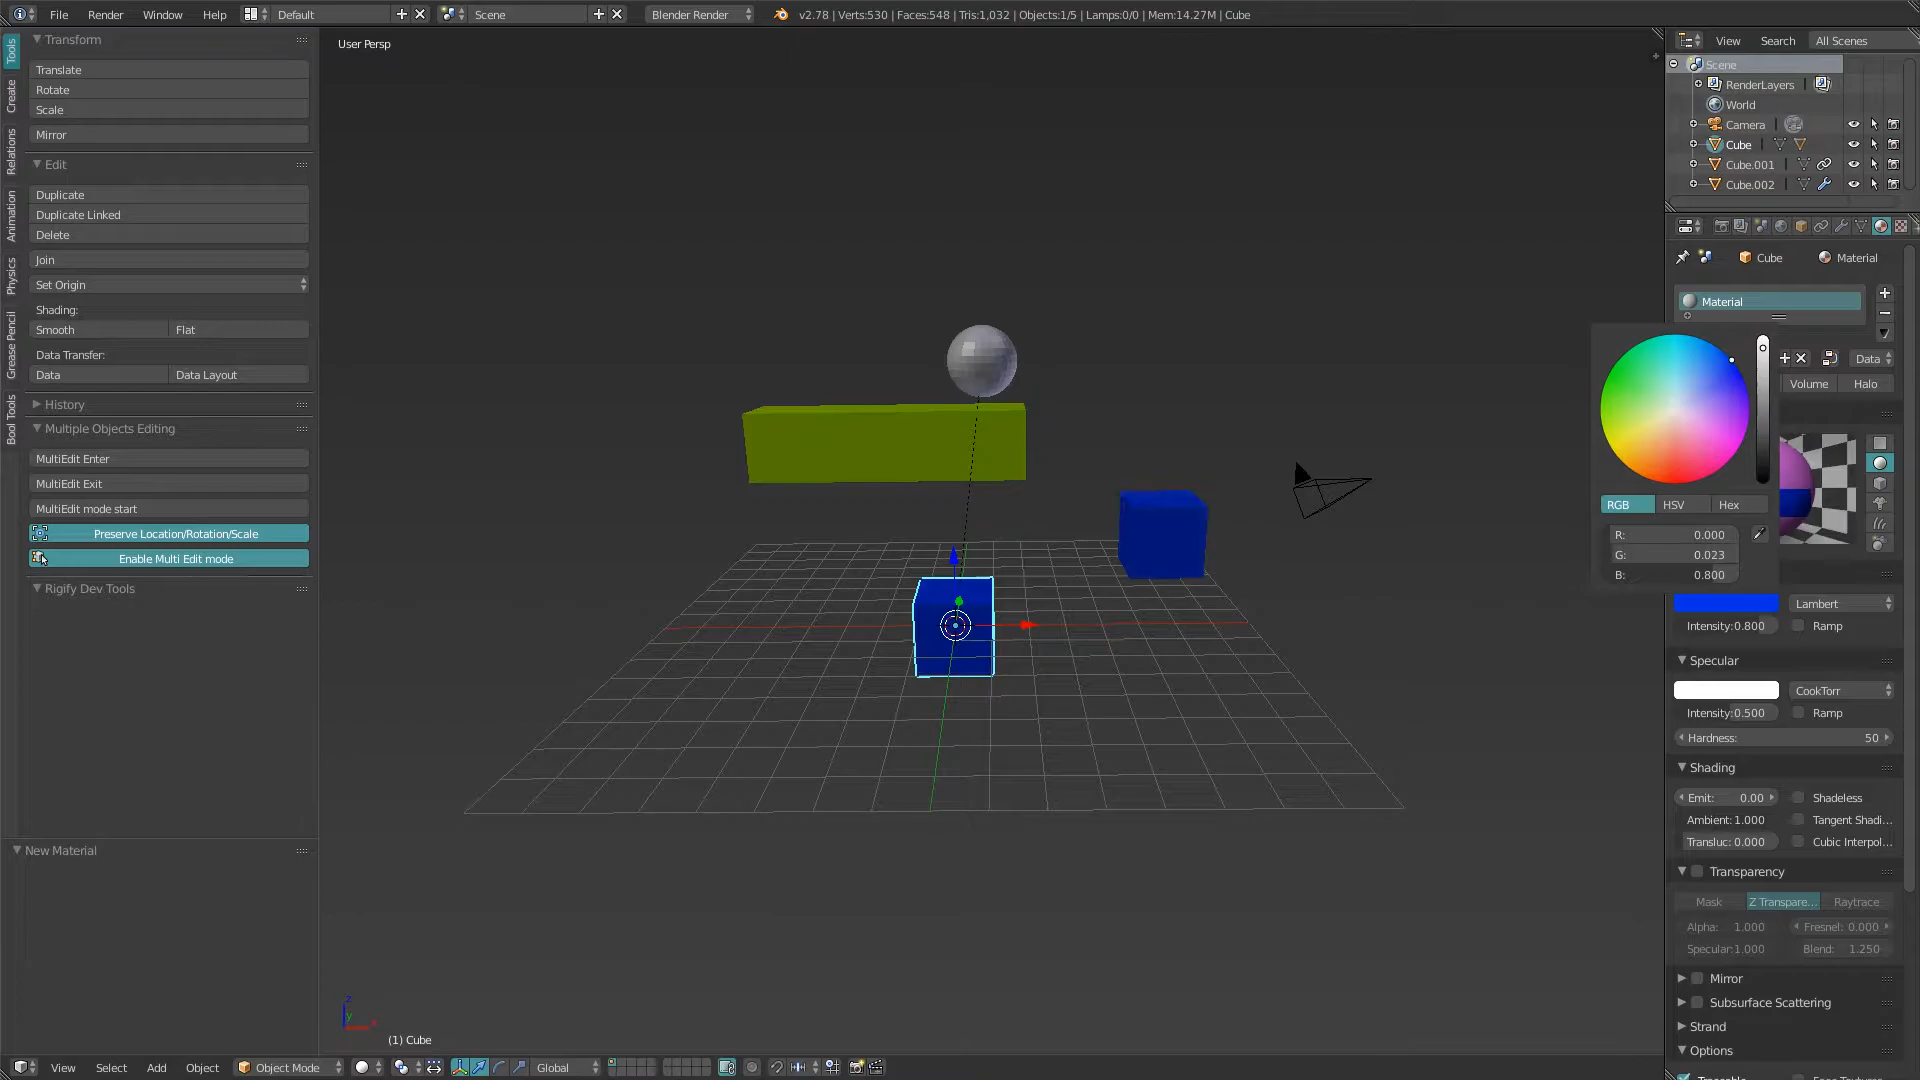 File Render Window Help Default Scene Blender Render v2.78 | Verts:530 | Faces:548 | Tris:1,032 | Objects:1/5 | Lamps:0/0 | Mem:14.27M | Cube
Tools
Create
Relations
Animation
Physics
Grease Pencil
Bool Tools
Transform
Translate
Rotate
Scale
Mirror
Edit
Duplicate
Duplicate Linked
Delete
Join
Set Origin
Shading:
Smooth Flat
Data Transfer:
Data Data Layout
History
Multiple Objects Editing
MultiEdit Enter
MultiEdit Exit
MultiEdit mode start
Preserve Location/Rotation/Scale
Enable Multi Edit mode
Rigify Dev Tools
New Material
User Persp
z
y
x
(1) Cube
View Select Add Object Object Mode Global
View Search All Scenes
Scene
RenderLayers |
World
Camera |
Cube |
Cube.001 |
Cube.002 |
Cube Material
Material
Data
Volume Halo
RGB HSV Hex
R: 0.000
G: 0.023
B: 0.800
Lambert
Intensity:0.800 Ramp
Specular
CookTorr
Intensity:0.500 Ramp
Hardness: 50
Shading
Emit: 0.00 Shadeless
Ambient: 1.000 Tangent Shadi...
Transluc: 0.000 Cubic Interpol...
Transparency
Mask Z Transpare... Raytrace
Alpha: 1.000 Fresnel: 0.000
Specular:1.000 Blend: 1.250
Mirror
Subsurface Scattering
Strand
Options